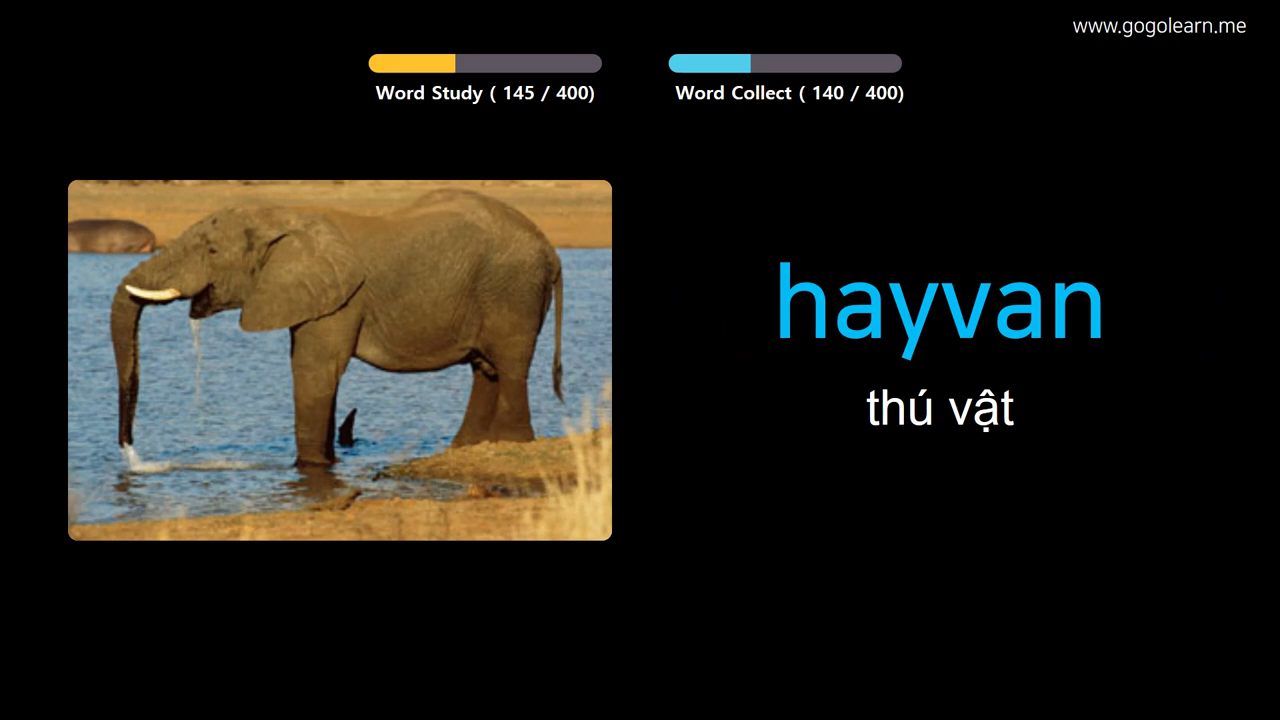 www.gogolearn.me
Word Study ( 145 / 400)
Word Collect ( 140 / 400)
hayvan
thú vật